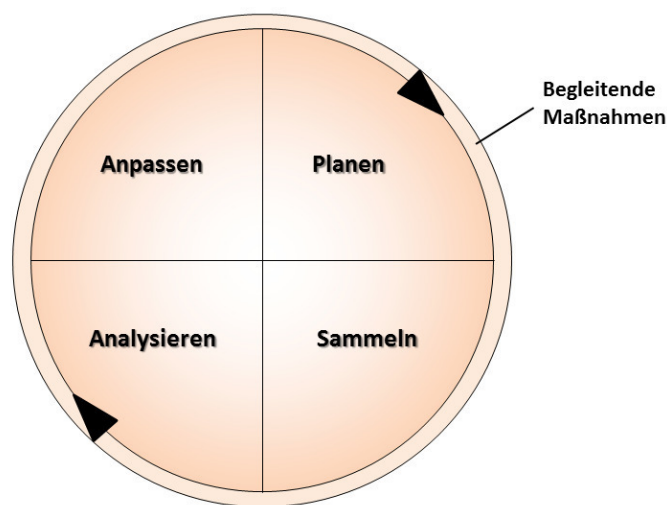 Begleitende
Maßnahmen
Anpassen
Planen
Analysieren
Sammeln